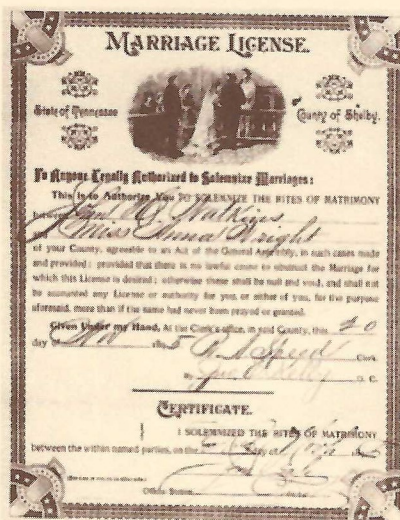 MARRIAGE LICENSE.
State of Tennessee
County of Shelby.
To Anyone Legally Authorized to Solemnize Marriages:
This is to Authorize You TO SOLEMNIZE THE RITES OF MATRIMONY
Watkins
Miss Anna Wright
of your County, agreeable to an Act of the General Assembly, in such cases made
and provided; provided that there is no lawful cause to obstruct the Marriage for
which this License is desired; otherwise these shall be null and void, and shall not
be accounted any License or authority for you, or either of you, for the purpose
aforesaid, more than if the same had never been prayed or granted.
Given Under my Hand, At the Clerk's office, in said County, this 20
day 5 Speed Clerk
By Kelly D. C.
CERTIFICATE.
I SOLEMNIZED THE RITES OF MATRIMONY
between the within named parties, on the day